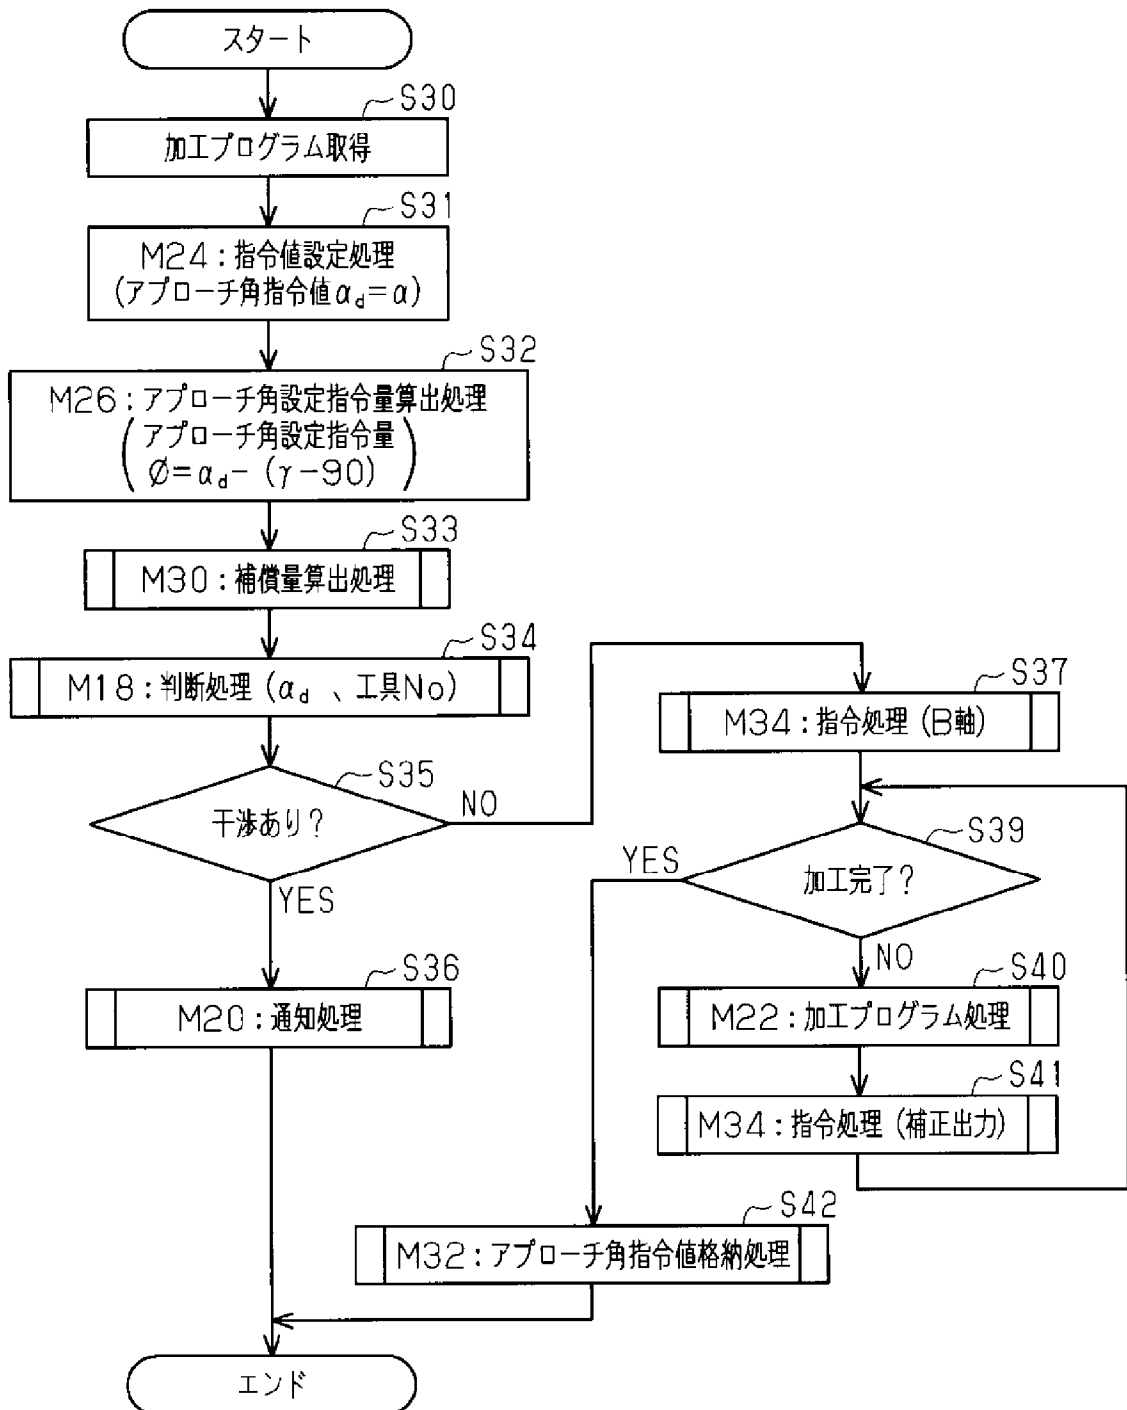 スタート
S30
加工プログラム取得
S31
M24：指令値設定処理
(アプローチ角指令値αd=α)
S32
M26：アプローチ角設定指令量算出処理
アプローチ角設定指令量
Ø=αd-(γ-90)
S33
M30：補償量算出処理
S34
M18：判断処理(αd 、工具No)
S35
干渉あり？
NO
YES
S36
M20：通知処理
S37
M34：指令処理(B軸)
S39
加工完了？
YES
NO
S40
M22：加工プログラム処理
S41
M34：指令処理(補正出力)
S42
M32：アプローチ角指令値格納処理
エンド